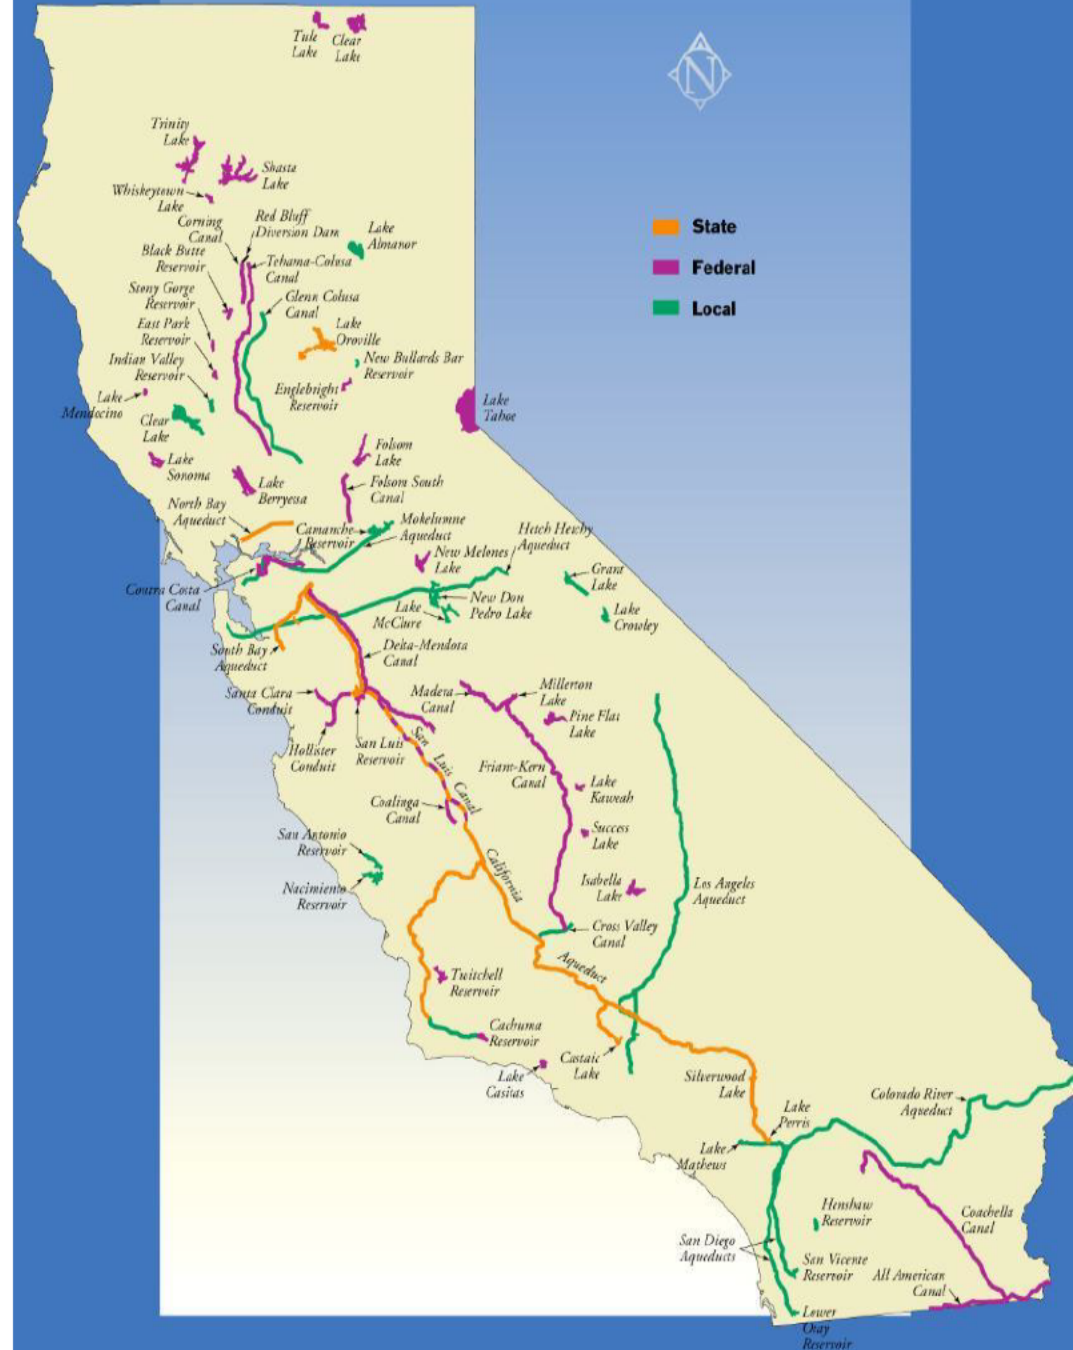 Tule
Lake
Clear
Lake
N
Trinity
Lake
Shasta
Lake
Whiskeytown
Lake
Corning
Canal
Red Bluff
Diversion Dam
Lake
Almanor
Black Butte
Reservoir
Tehama-Colusa
Canal
Stony Gorge
Reservoir
Glenn Colusa
Canal
East Park
Reservoir
Lake
Oroville
Indian Valley
Reservoir
New Bullards Bar
Reservoir
Englebright
Reservoir
Lake
Mendocino
Clear
Lake
Lake
Tahoe
State
Federal
Local
Lake
Sonoma
Lake
Berryessa
Folsom
Lake
Folsom South
Canal
North Bay
Aqueduct
Camanche
Reservoir
Mokelumne
Aqueduct
Hetch Hetchy
Aqueduct
New Melones
Lake
Contra Costa
Canal
Grant
Lake
Lake
McClure
New Don
Pedro Lake
Lake
Crowley
South Bay
Aqueduct
Delta-Mendota
Canal
Santa Clara
Conduit
Madera
Canal
Millerton
Lake
Pine Flat
Lake
Hollister
Conduit
San Luis
Reservoir
San Luis Canal
Friant-Kern
Canal
Lake
Kaweah
Coalinga
Canal
Success
Lake
San Antonio
Reservoir
Nacimiento
Reservoir
California Aqueduct
Isabella
Lake
Los Angeles
Aqueduct
Cross Valley
Canal
Twitchell
Reservoir
Cachuma
Reservoir
Castaic
Lake
Lake
Casitas
Silverwood
Lake
Lake
Perris
Colorado River
Aqueduct
Lake
Mathews
Henshaw
Reservoir
Coachella
Canal
San Diego
Aqueducts
San Vicente
Reservoir
All American
Canal
Lower
Otay
Reservoir